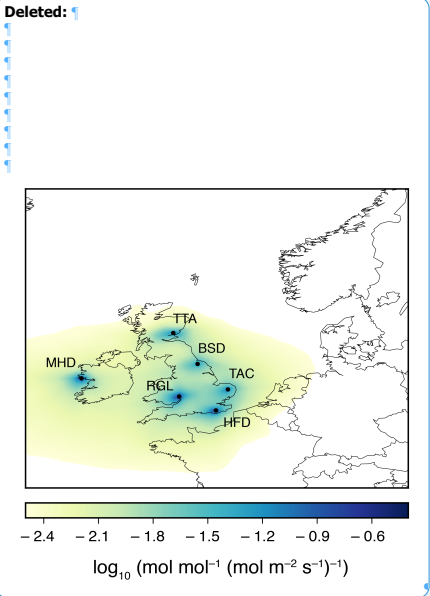 Deleted: ¶
¶
¶
¶
¶
¶
¶
¶
¶
¶
TTA
BSD
MHD
TAC
RGL
HFD
− 2.4 − 2.1 − 1.8 − 1.5 − 1.2 − 0.9 − 0.6
log₁₀ (mol mol⁻¹ (mol m⁻² s⁻¹)⁻¹)
¶